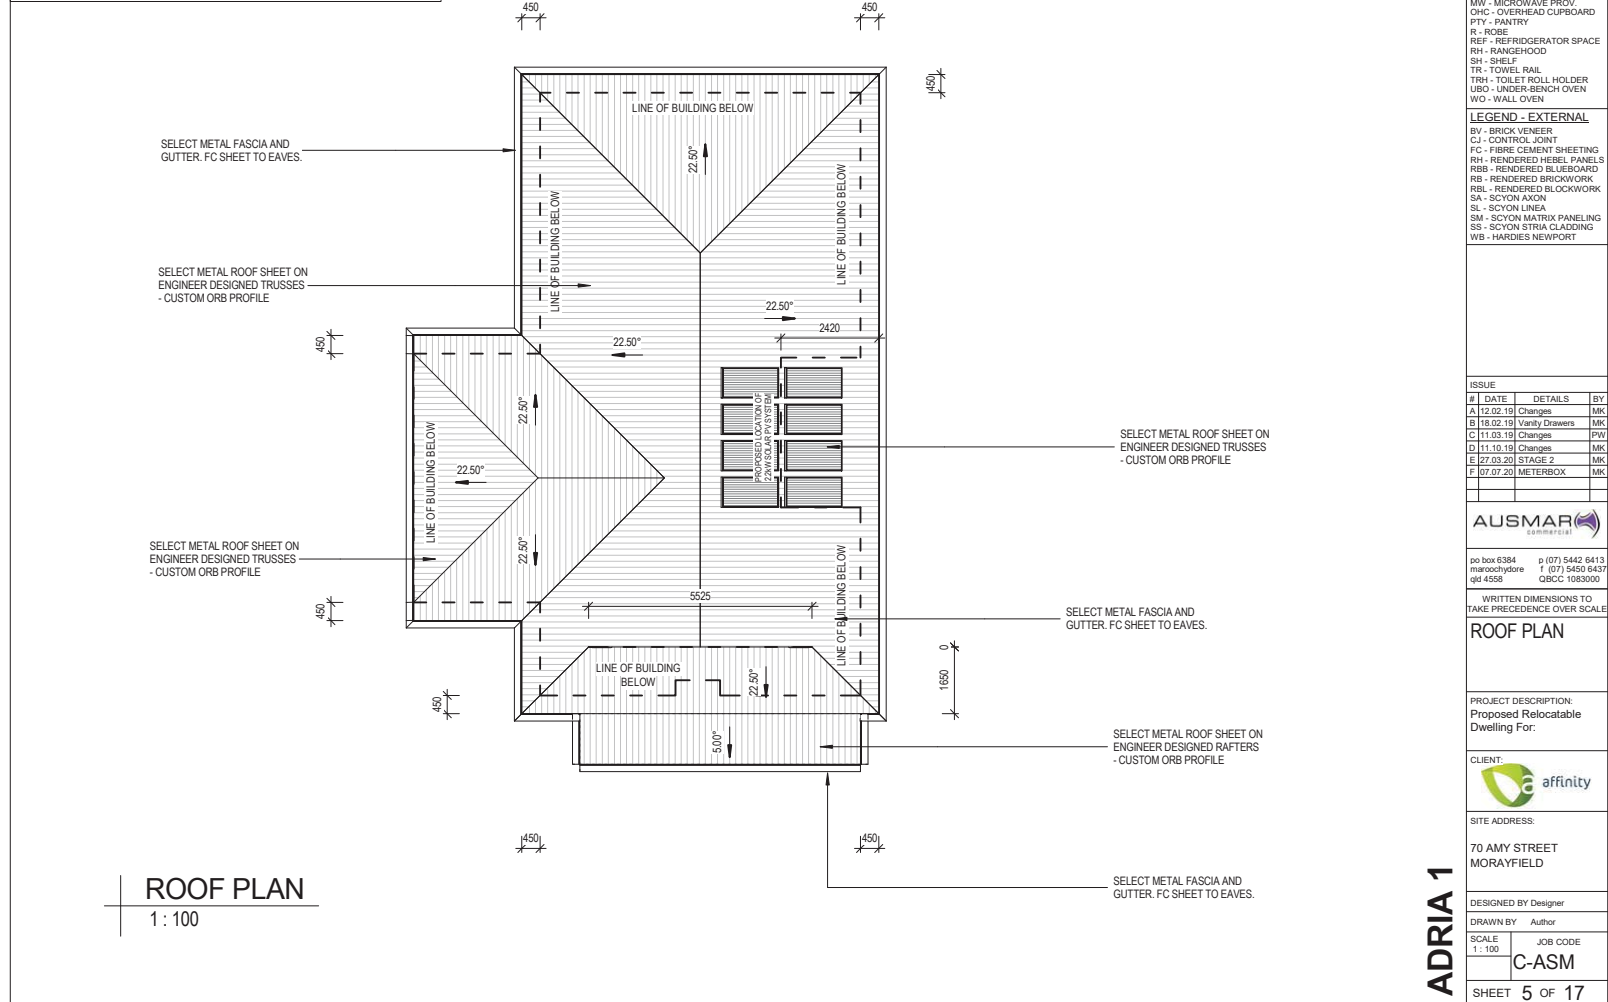 450
450
450
LINE OF BUILDING BELOW
SELECT METAL FASCIA AND
GUTTER. FC SHEET TO EAVES.
22.50°
LINE OF BUILDING BELOW
LINE OF BUILDING BELOW
SELECT METAL ROOF SHEET ON
ENGINEER DESIGNED TRUSSES
- CUSTOM ORB PROFILE
22.50°
2420
450
22.50°
22.50°
PROPOSED LOCATION OF
2.2kW SOLAR PV SYSTEM
SELECT METAL ROOF SHEET ON
ENGINEER DESIGNED TRUSSES
- CUSTOM ORB PROFILE
LINE OF BUILDING BELOW
22.50°
SELECT METAL ROOF SHEET ON
ENGINEER DESIGNED TRUSSES
- CUSTOM ORB PROFILE
22.50°
LINE OF BUILDING BELOW
450
5525
SELECT METAL FASCIA AND
GUTTER. FC SHEET TO EAVES.
0
1650
LINE OF BUILDING
BELOW
22.50°
450
5.00°
SELECT METAL ROOF SHEET ON
ENGINEER DESIGNED RAFTERS
- CUSTOM ORB PROFILE
450
450
SELECT METAL FASCIA AND
GUTTER. FC SHEET TO EAVES.
ROOF PLAN
1 : 100
ADRIA 1
MW - MICROWAVE PROV.
OHC - OVERHEAD CUPBOARD
PTY - PANTRY
R - ROBE
REF - REFRIDGERATOR SPACE
RH - RANGEHOOD
SH - SHELF
TR - TOWEL RAIL
TRH - TOILET ROLL HOLDER
UBO - UNDER-BENCH OVEN
WO - WALL OVEN
LEGEND - EXTERNAL
BV - BRICK VENEER
CJ - CONTROL JOINT
FC - FIBRE CEMENT SHEETING
RH - RENDERED HEBEL PANELS
RBB - RENDERED BLUEBOARD
RB - RENDERED BRICKWORK
RBL - RENDERED BLOCKWORK
SA - SCYON AXON
SL - SCYON LINEA
SM - SCYON MATRIX PANELING
SS - SCYON STRIA CLADDING
WB - HARDIES NEWPORT
ISSUE
# DATE DETAILS BY
A 12.02.19 Changes MK
B 18.02.19 Vanity Drawers MK
C 11.03.19 Changes PW
D 11.10.19 Changes MK
E 27.03.20 STAGE 2 MK
F 07.07.20 METERBOX MK
AUSMAR
commercial
po box 6384 p (07) 5442 6413
maroochydore f (07) 5450 6437
qld 4558 QBCC 1083000
WRITTEN DIMENSIONS TO
TAKE PRECEDENCE OVER SCALE
ROOF PLAN
PROJECT DESCRIPTION:
Proposed Relocatable
Dwelling For:
CLIENT:
a affinity
SITE ADDRESS:
70 AMY STREET
MORAYFIELD
DESIGNED BY Designer
DRAWN BY Author
SCALE JOB CODE
1 : 100
C-ASM
SHEET 5 OF 17